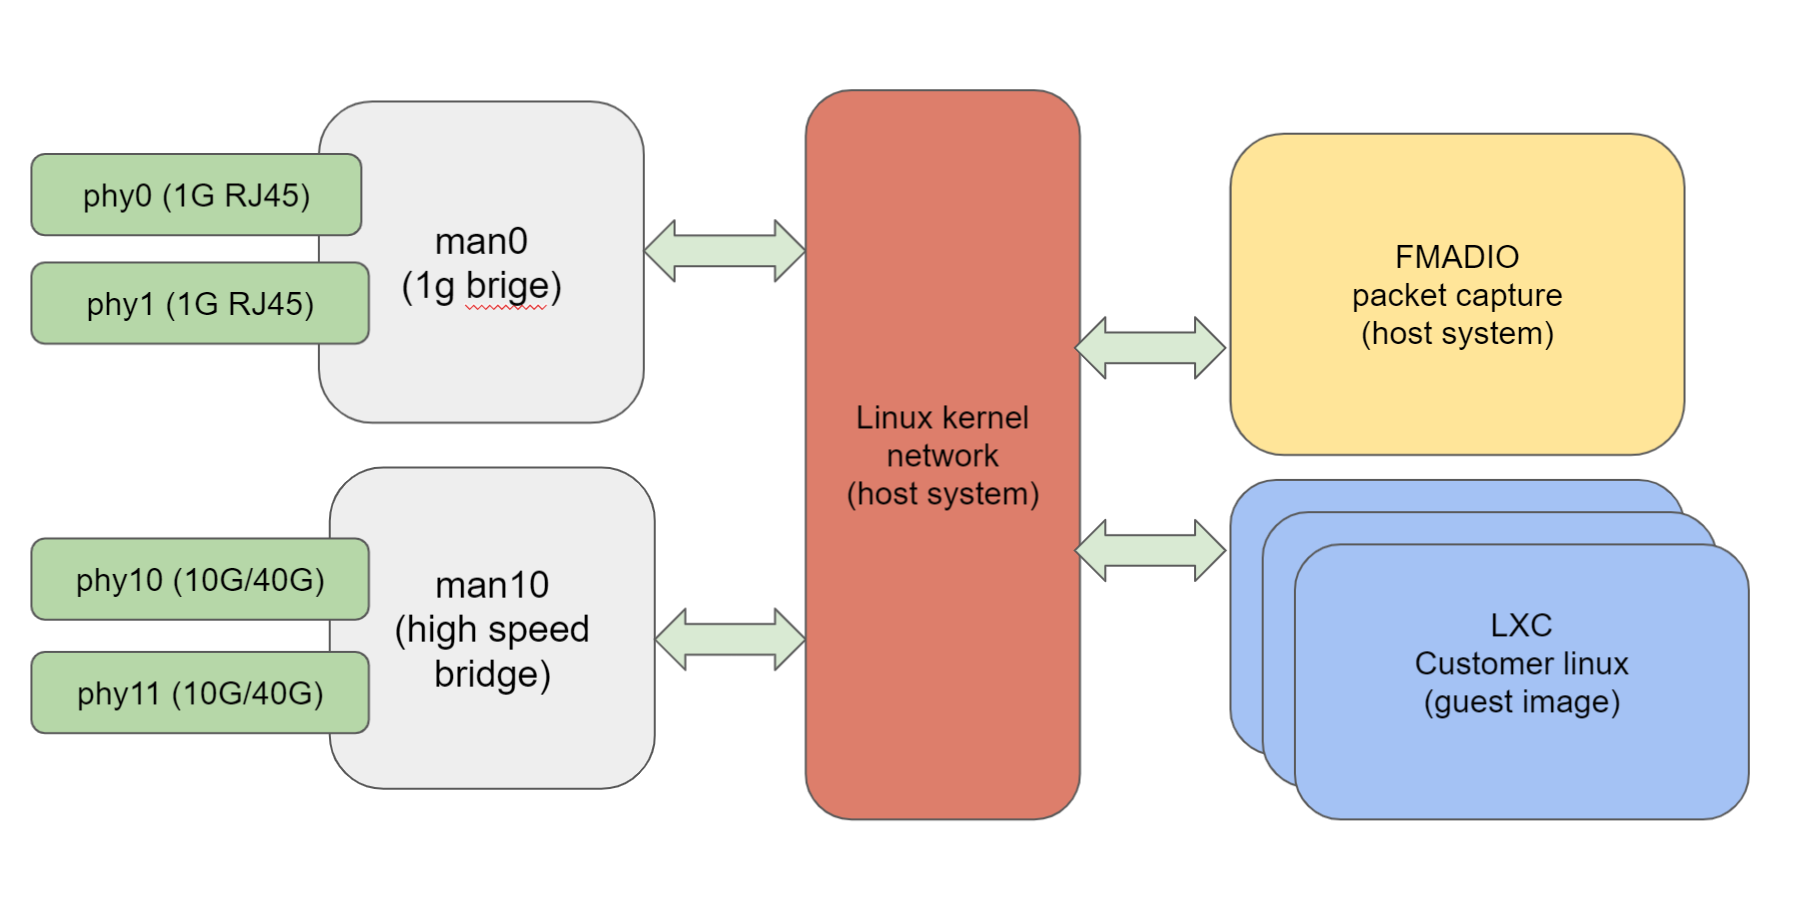 phy0 (1G RJ45)
phy1 (1G RJ45)
man0
(1g brige)
phy10 (10G/40G)
phy11 (10G/40G)
man10
(high speed
bridge)
Linux kernel
network
(host system)
FMADIO
packet capture
(host system)
LXC
Customer linux
(guest image)